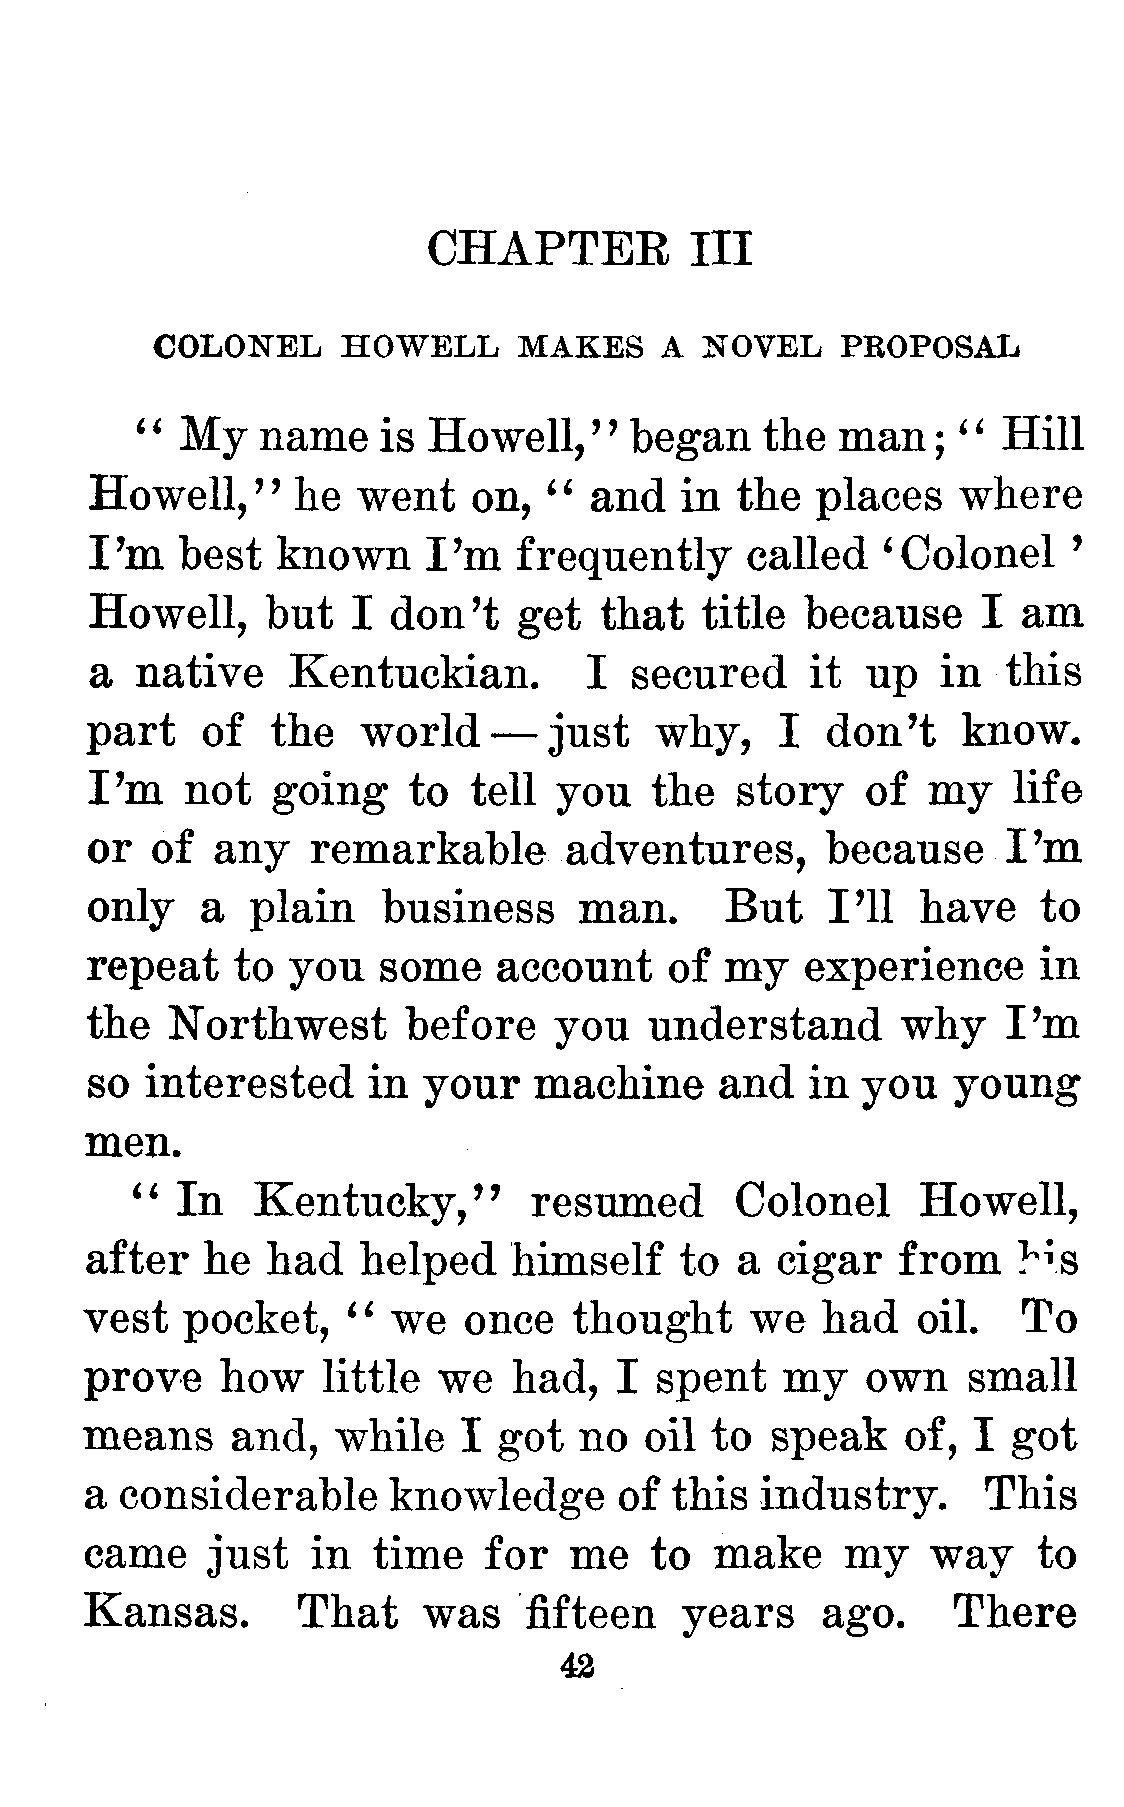 CHAPTER III
COLONEL HOWELL MAKES A NOVEL PROPOSAL
“ My name is Howell,” began the man; “ Hill
Howell,” he went on, “ and in the places where
I’m best known I’m frequently called ‘Colonel ’
Howell, but I don’t get that title because I am
a native Kentuckian. I secured it up in this
part of the world — just why, I don’t know.
I’m not going to tell you the story of my life
or of any remarkable adventures, because I’m
only a plain business man. But I’ll have to
repeat to you some account of my experience in
the Northwest before you understand why I’m
so interested in your machine and in you young
men.
“ In Kentucky,” resumed Colonel Howell,
after he had helped himself to a cigar from his
vest pocket, “ we once thought we had oil. To
prove how little we had, I spent my own small
means and, while I got no oil to speak of, I got
a considerable knowledge of this industry. This
came just in time for me to make my way to
Kansas. That was fifteen years ago. There
42